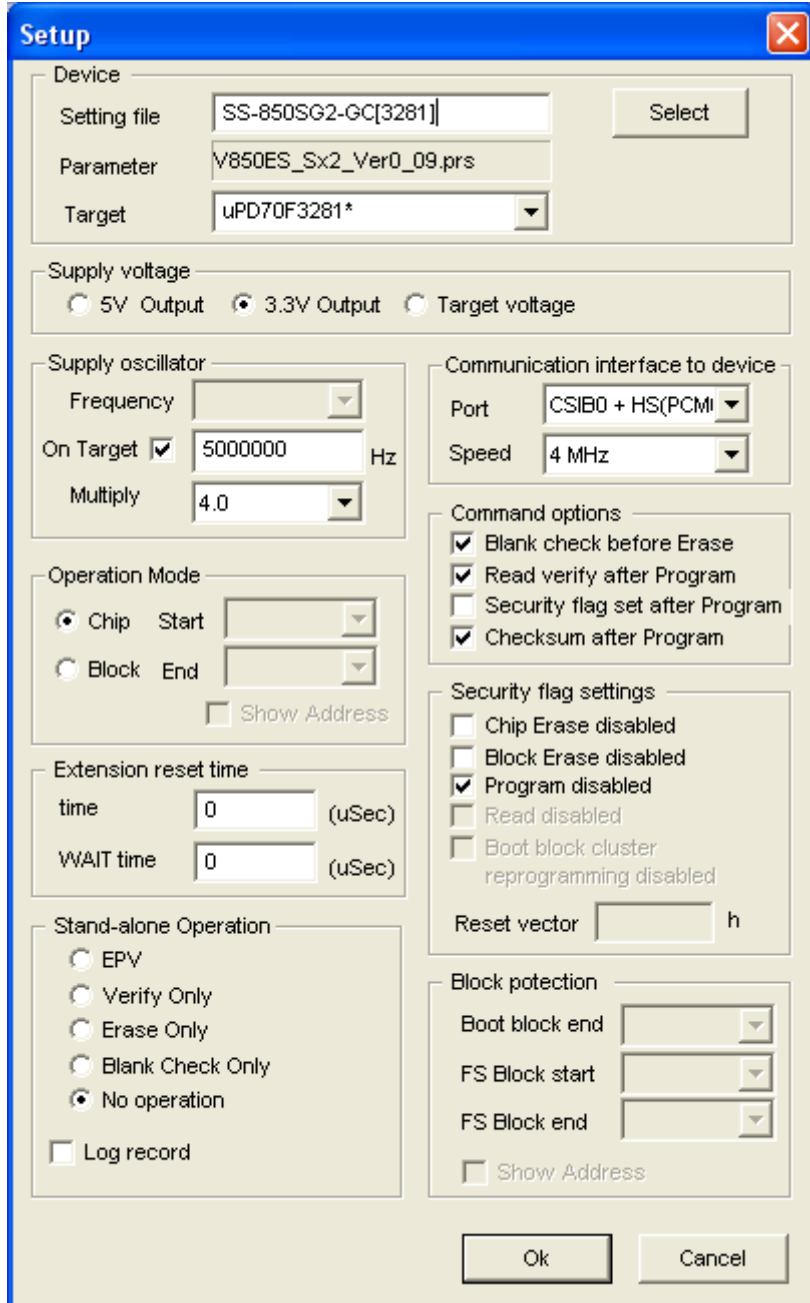 Setup
Device
Setting file SS-850SG2-GC[3281] Select
Parameter V850ES_Sx2_Ver0_09.prs
Target uPD70F3281*
Supply voltage
5V Output 3.3V Output Target voltage
Supply oscillator
Frequency
On Target 5000000 Hz
Multiply 4.0
Communication interface to device
Port CSIB0 + HS(PCM
Speed 4 MHz
Command options
Blank check before Erase
Read verify after Program
Security flag set after Program
Checksum after Program
Operation Mode
Chip Start
Block End
Show Address
Security flag settings
Chip Erase disabled
Block Erase disabled
Program disabled
Read disabled
Boot block cluster
reprogramming disabled
Reset vector h
Extension reset time
time 0 (uSec)
WAIT time 0 (uSec)
Stand-alone Operation
EPV
Verify Only
Erase Only
Blank Check Only
No operation
Log record
Block potection
Boot block end
FS Block start
FS Block end
Show Address
Ok Cancel